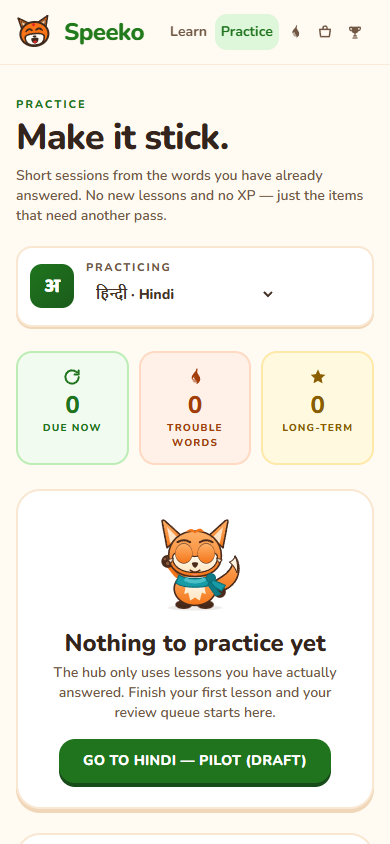 Speeko Learn Practice
PRACTICE
Make it stick.
Short sessions from the words you have already
answered. No new lessons and no XP — just the items
that need another pass.
अ
PRACTICING
हिन्दी · Hindi
0 0 0
DUE NOW TROUBLE WORDS LONG-TERM
Nothing to practice yet
The hub only uses lessons you have actually
answered. Finish your first lesson and your
review queue starts here.
GO TO HINDI — PILOT (DRAFT)